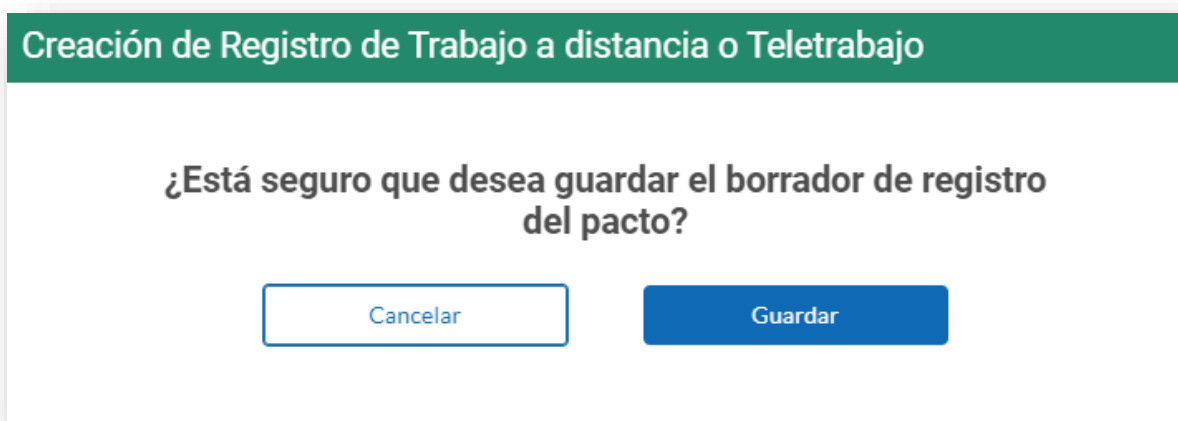 Creación de Registro de Trabajo a distancia o Teletrabajo
¿Está seguro que desea guardar el borrador de registro
del pacto?
Cancelar
Guardar